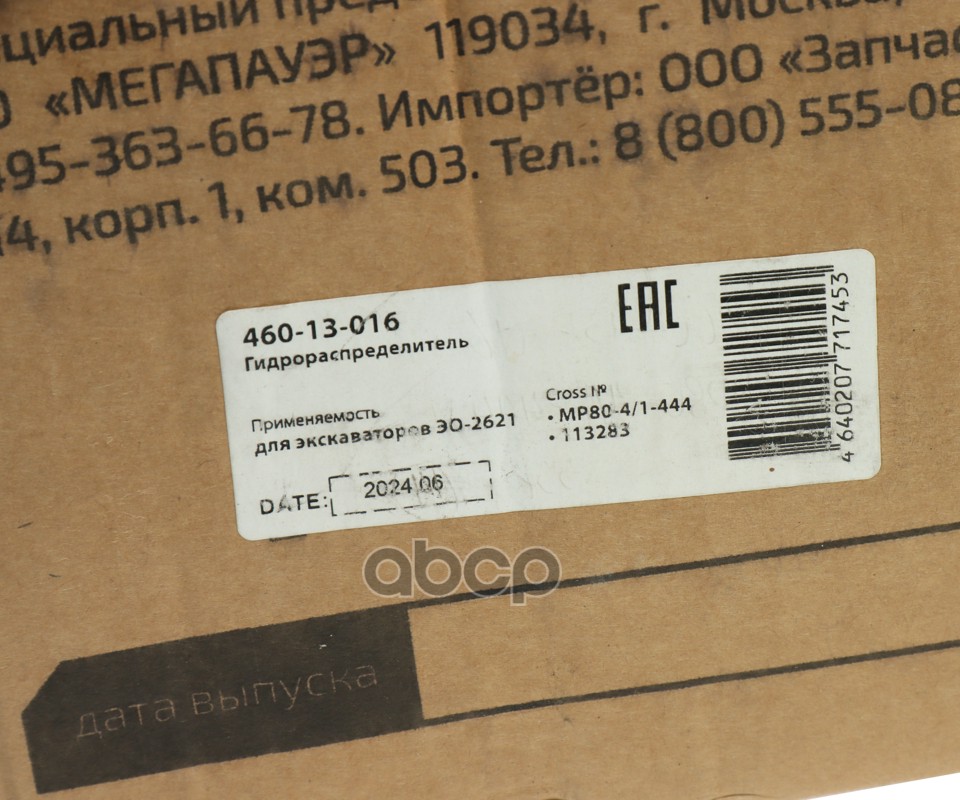 циальный пред
«МЕГАПАУЭР» 119034, г. Москва,
495-363-66-78. Импортёр: ООО «Запчас
14, корп. 1, ком. 503. Тел.: 8 (800) 555-08
460-13-016
Гидрораспределитель
EAC
Применяемость
для экскаваторов ЭО-2621
Cross №
• МР80-4/1-444
• 113283
DATE: 2024 06
4 640207 717453
abcp
дата выпуска